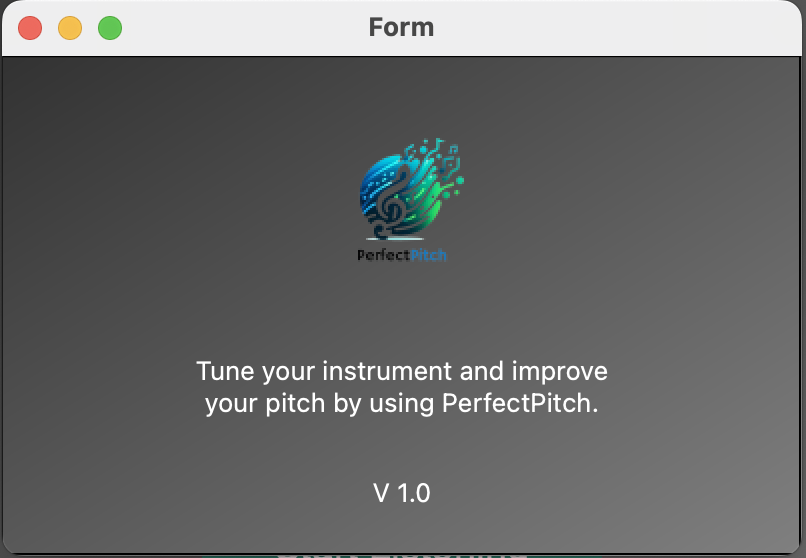 Form
PerfectPitch
Tune your instrument and improve
your pitch by using PerfectPitch.
V 1.0